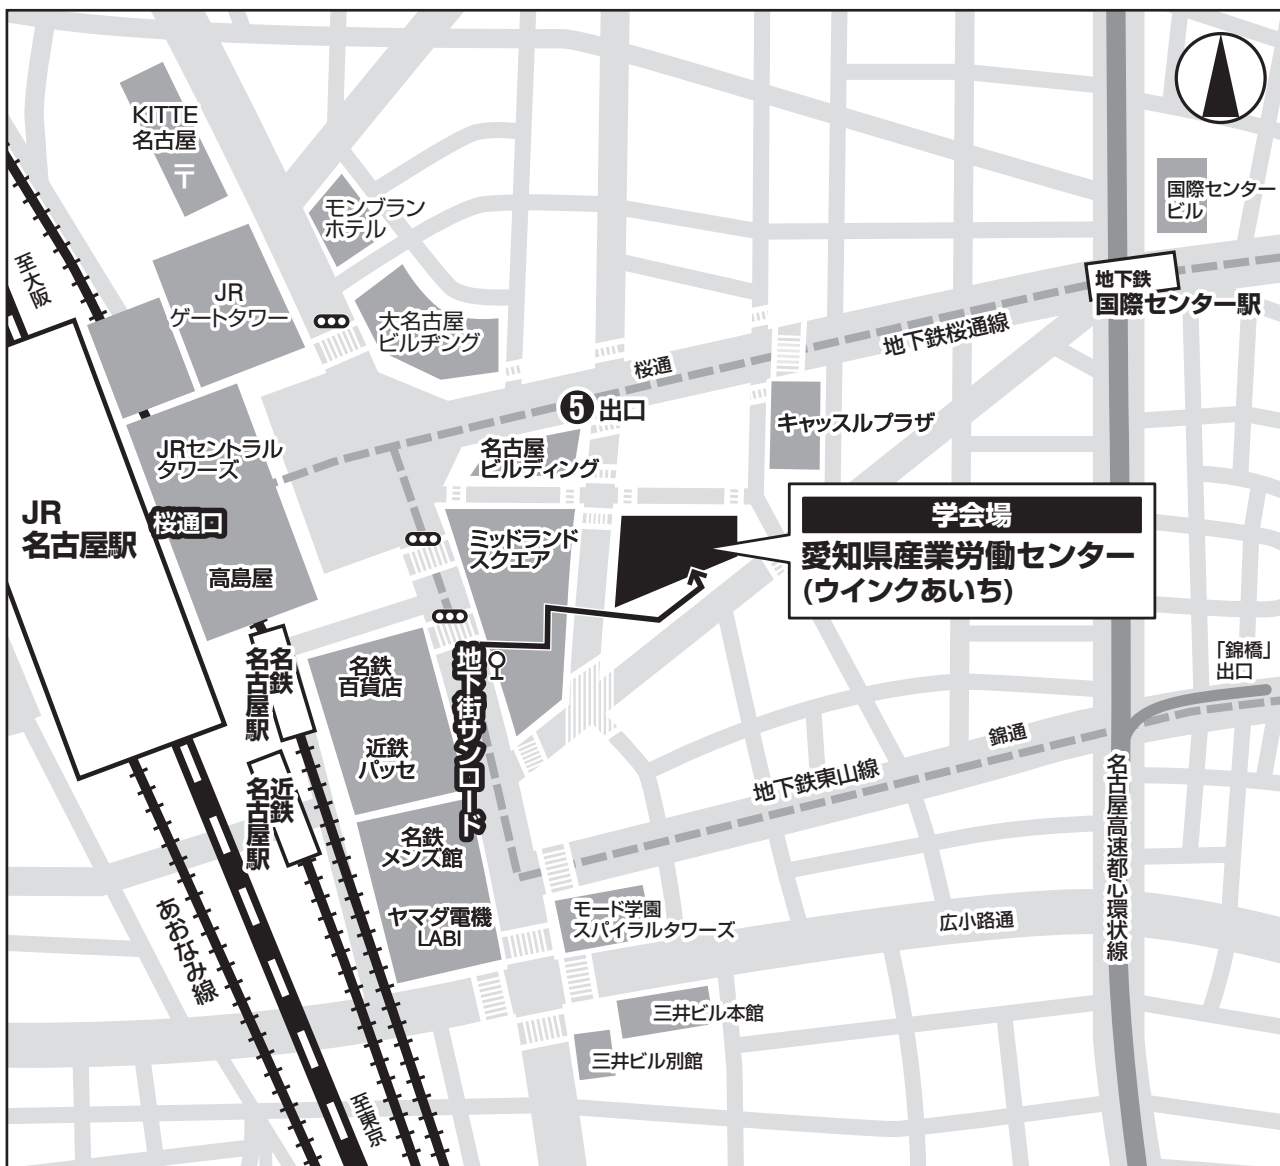 KITTE
名古屋
〒
モンブラン
ホテル
国際センター
ビル
至大阪
JR
ゲートタワー
大名古屋
ビルヂング
地下鉄
国際センター駅
地下鉄桜通線
桜通
❺出口
キャッスルプラザ
JRセントラル
タワーズ
名古屋
ビルディング
JR
名古屋駅
桜通口
高島屋
ミッドランド
スクエア
学会場
愛知県産業労働センター
(ウインクあいち)
名鉄
名古屋駅
名鉄
百貨店
地下街サンロード
「錦橋」
出口
近鉄
パッセ
近鉄
名古屋駅
錦通
地下鉄東山線
名古屋高速都心環状線
名鉄
メンズ館
ヤマダ電機
LABI
モード学園
スパイラルタワーズ
広小路通
あおなみ線
三井ビル本館
三井ビル別館
至東京